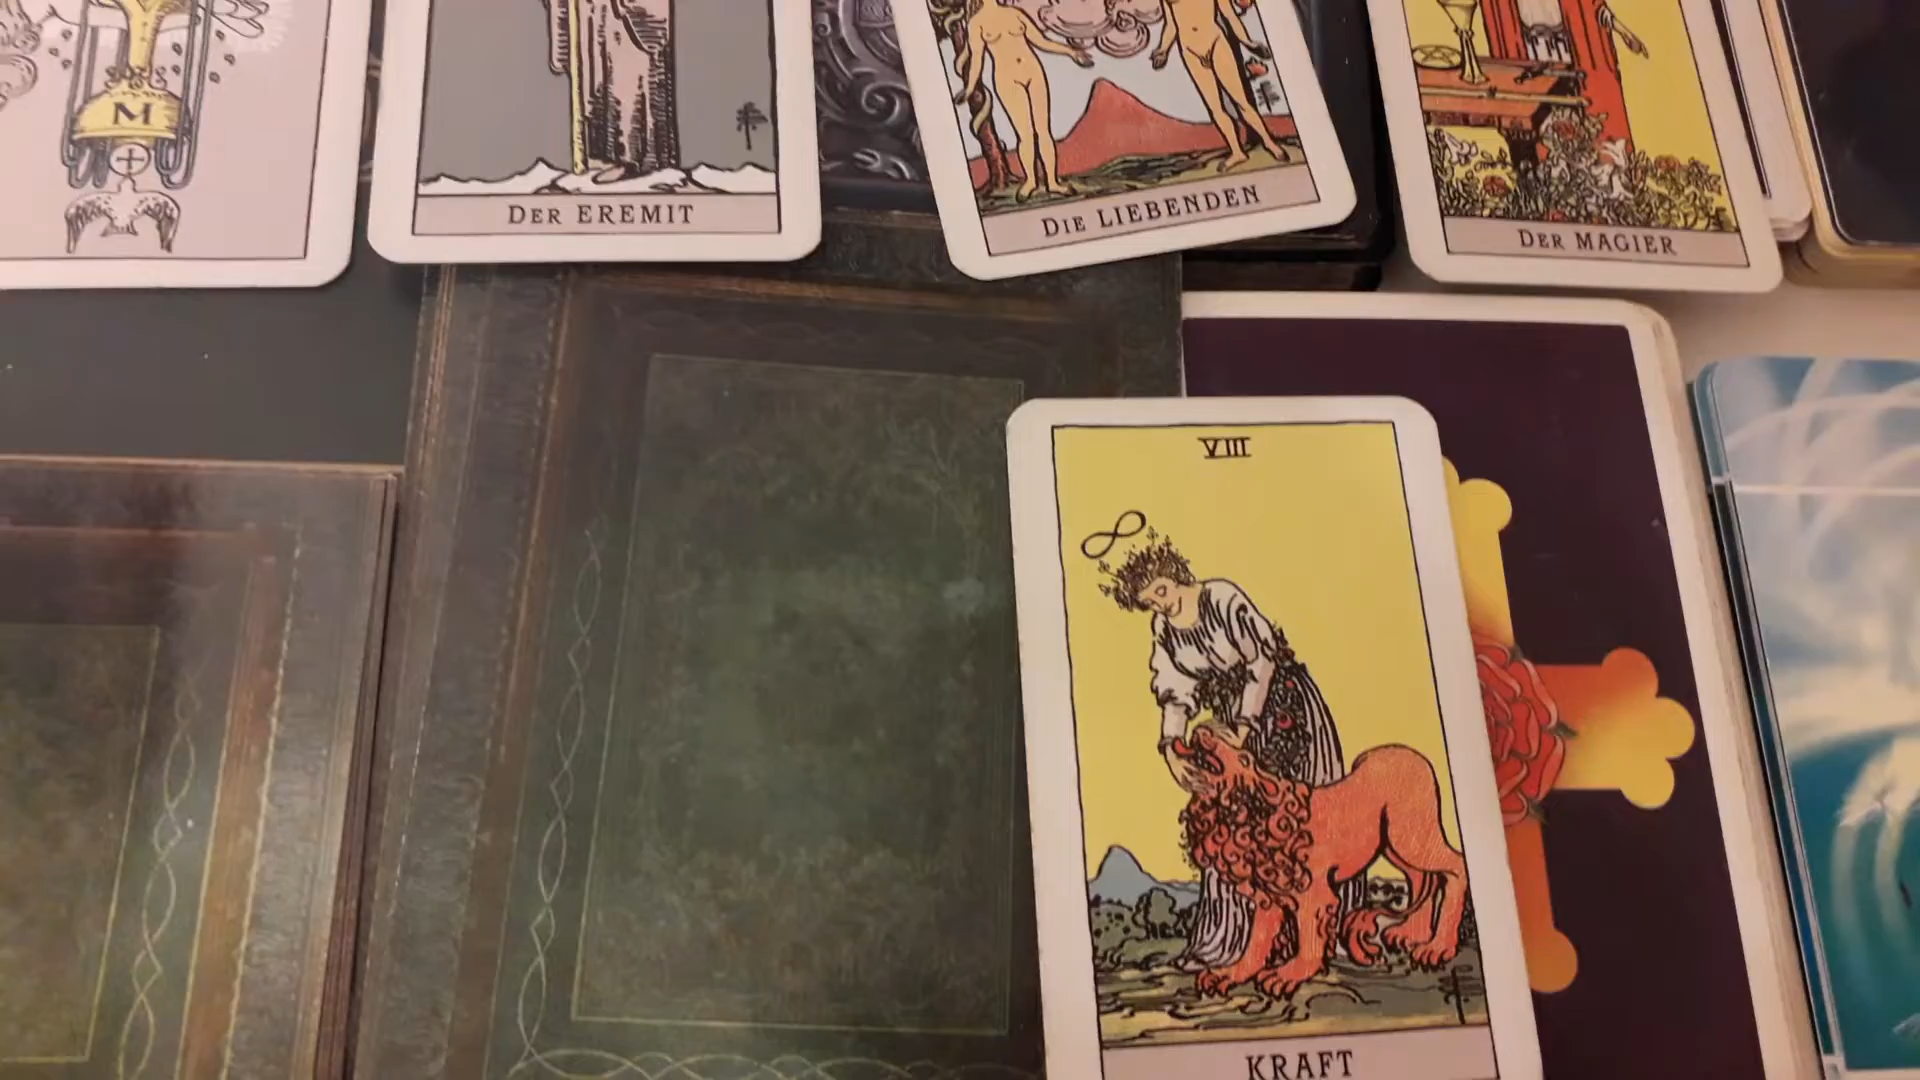 M
DER EREMIT
DIE LIEBENDEN
DER MAGIER
VIII
KRAFT